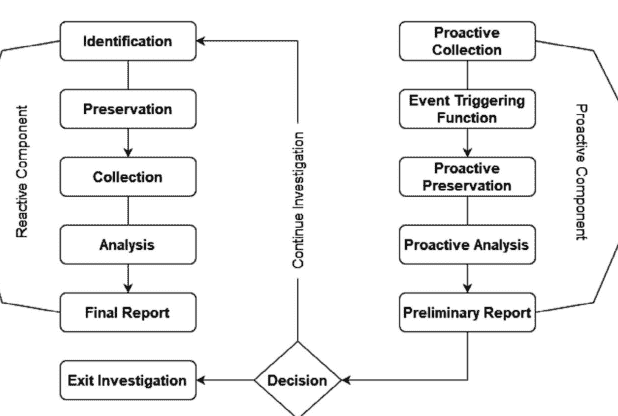 Identification
Preservation
Collection
Analysis
Final Report
Exit Investigation
Reactive Component
Continue Investigation
Decision
Proactive
Collection
Event Triggering
Function
Proactive
Preservation
Proactive Analysis
Preliminary Report
Proactive Component